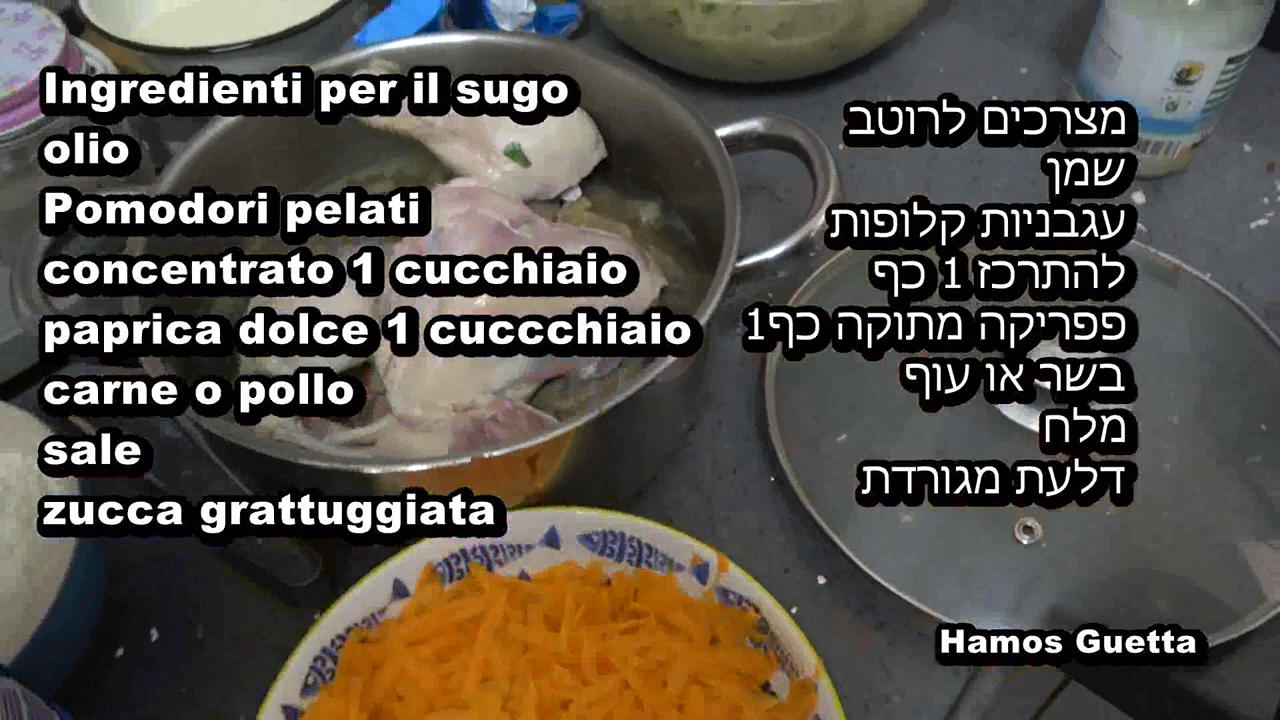 Ingredienti per il sugo
olio
Pomodori pelati
concentrato 1 cucchiaio
paprica dolce 1 cuccchiaio
carne o pollo
sale
zucca grattuggiata
מצרכים לרוטב
שמן
עגבניות קלופות
להתרכז 1 כף
פפריקה מתוקה כף1
בשר או עוף
מלח
דלעת מגורדת
Hamos Guetta